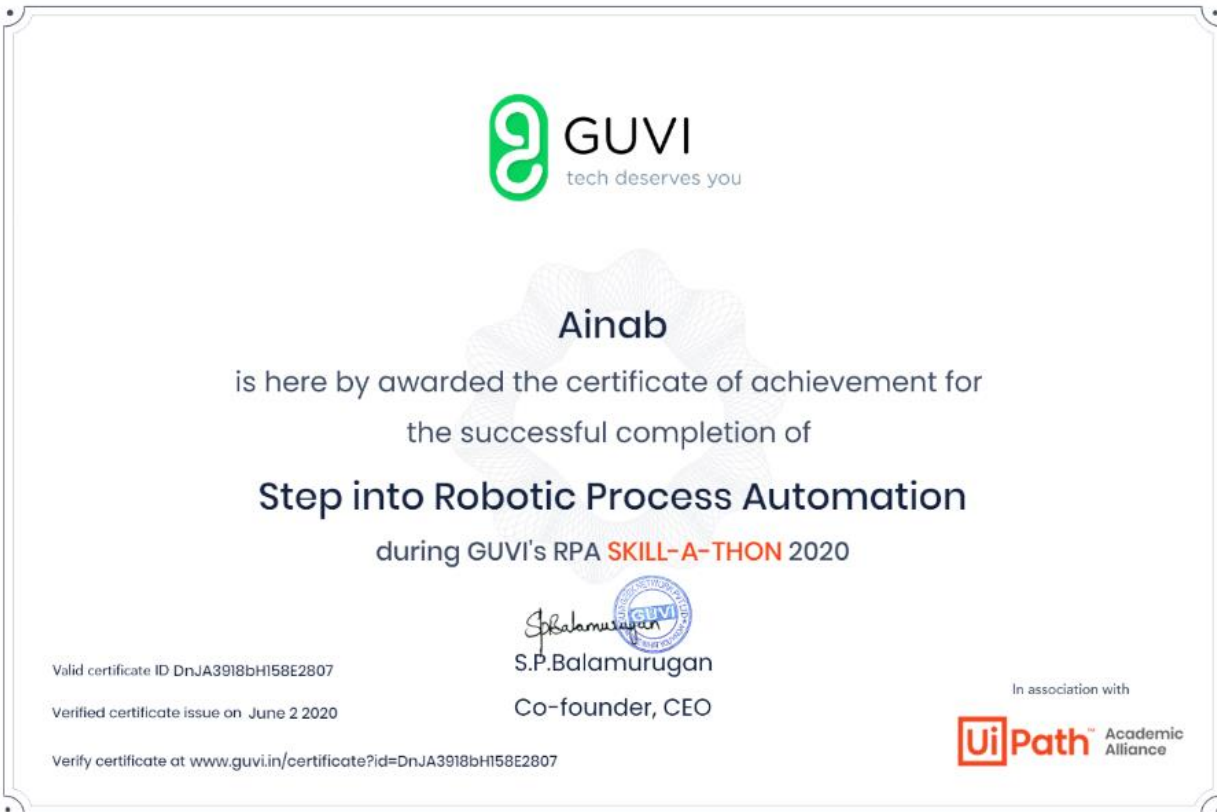 GUVI
tech deserves you
Ainab
is here by awarded the certificate of achievement for
the successful completion of
Step into Robotic Process Automation
during GUVI's RPA SKILL-A-THON 2020
SpBalamurugan
GUVI
S.P.Balamurugan
Co-founder, CEO
Valid certificate ID DnJA3918bH158E2807
Verified certificate issue on June 2 2020
Verify certificate at www.guvi.in/certificate?id=DnJA3918bH158E2807
In association with
UiPath™ Academic
Alliance